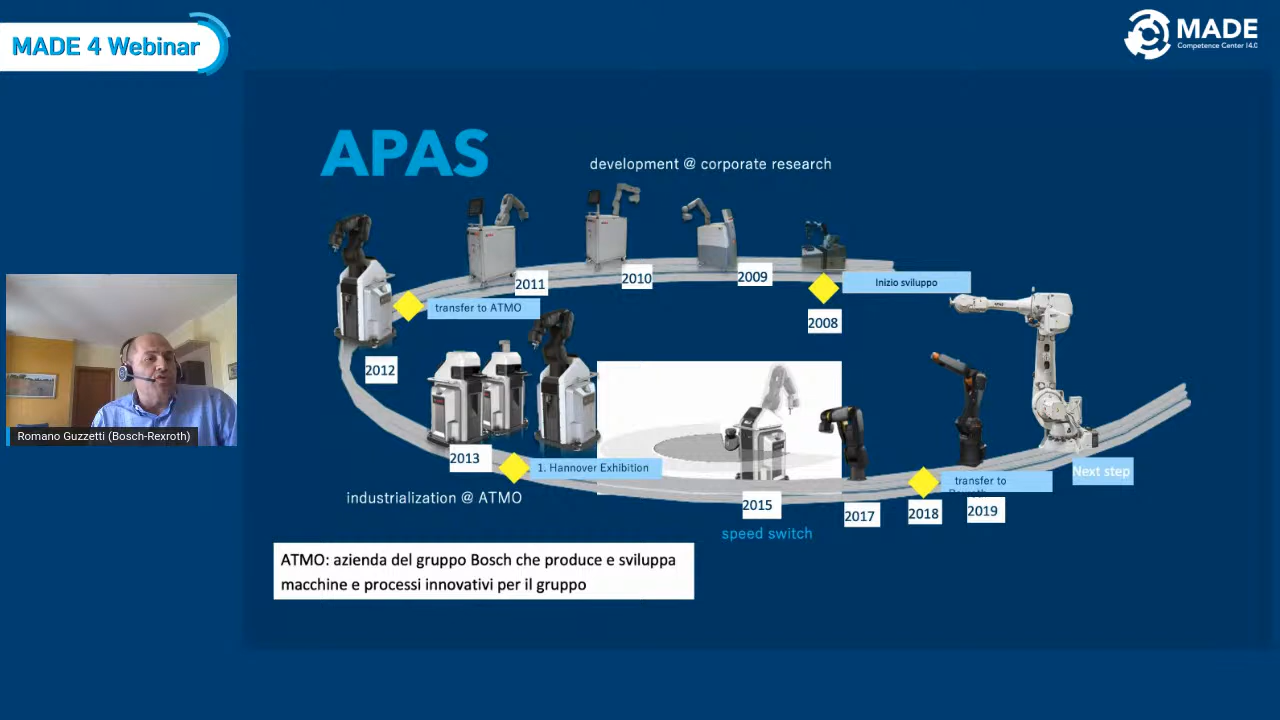 MADE 4 Webinar
MADE
Competence Center I4.0
APAS
development @ corporate research
2011
2010
2009
Inizio sviluppo
transfer to ATMO
2008
2012
2013
1. Hannover Exhibition
industrialization @ ATMO
2015
speed switch
2017
2018
transfer to
2019
Next step
ATMO: azienda del gruppo Bosch che produce e sviluppa
macchine e processi innovativi per il gruppo
Romano Guzzetti (Bosch-Rexroth)